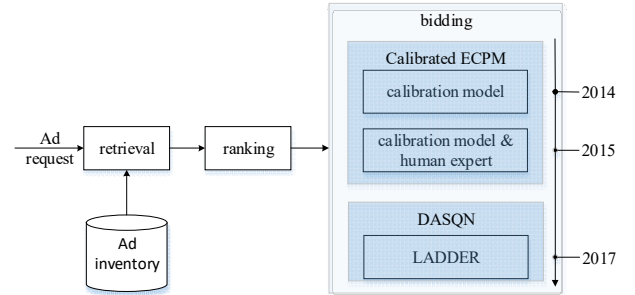 bidding
Calibrated ECPM
calibration model
2014
Ad
request
retrieval
ranking
calibration model &
human expert
2015
Ad
inventory
DASQN
LADDER
2017